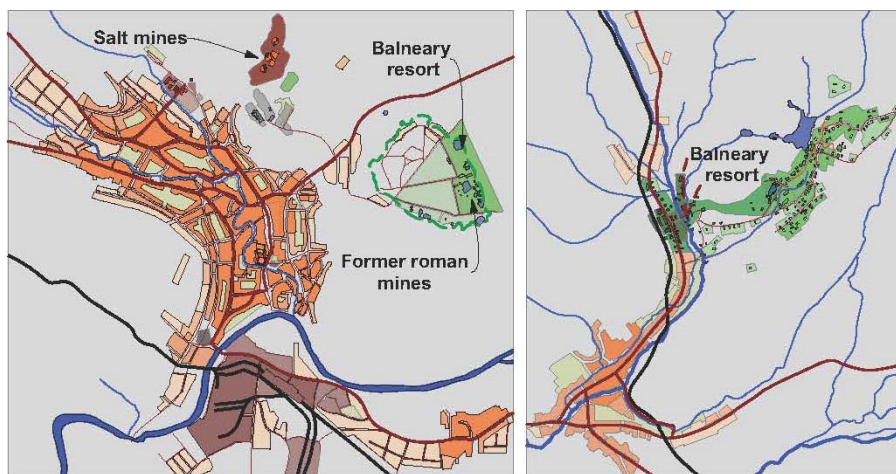 Salt mines
Balneary
resort
Former roman
mines
Balneary
resort